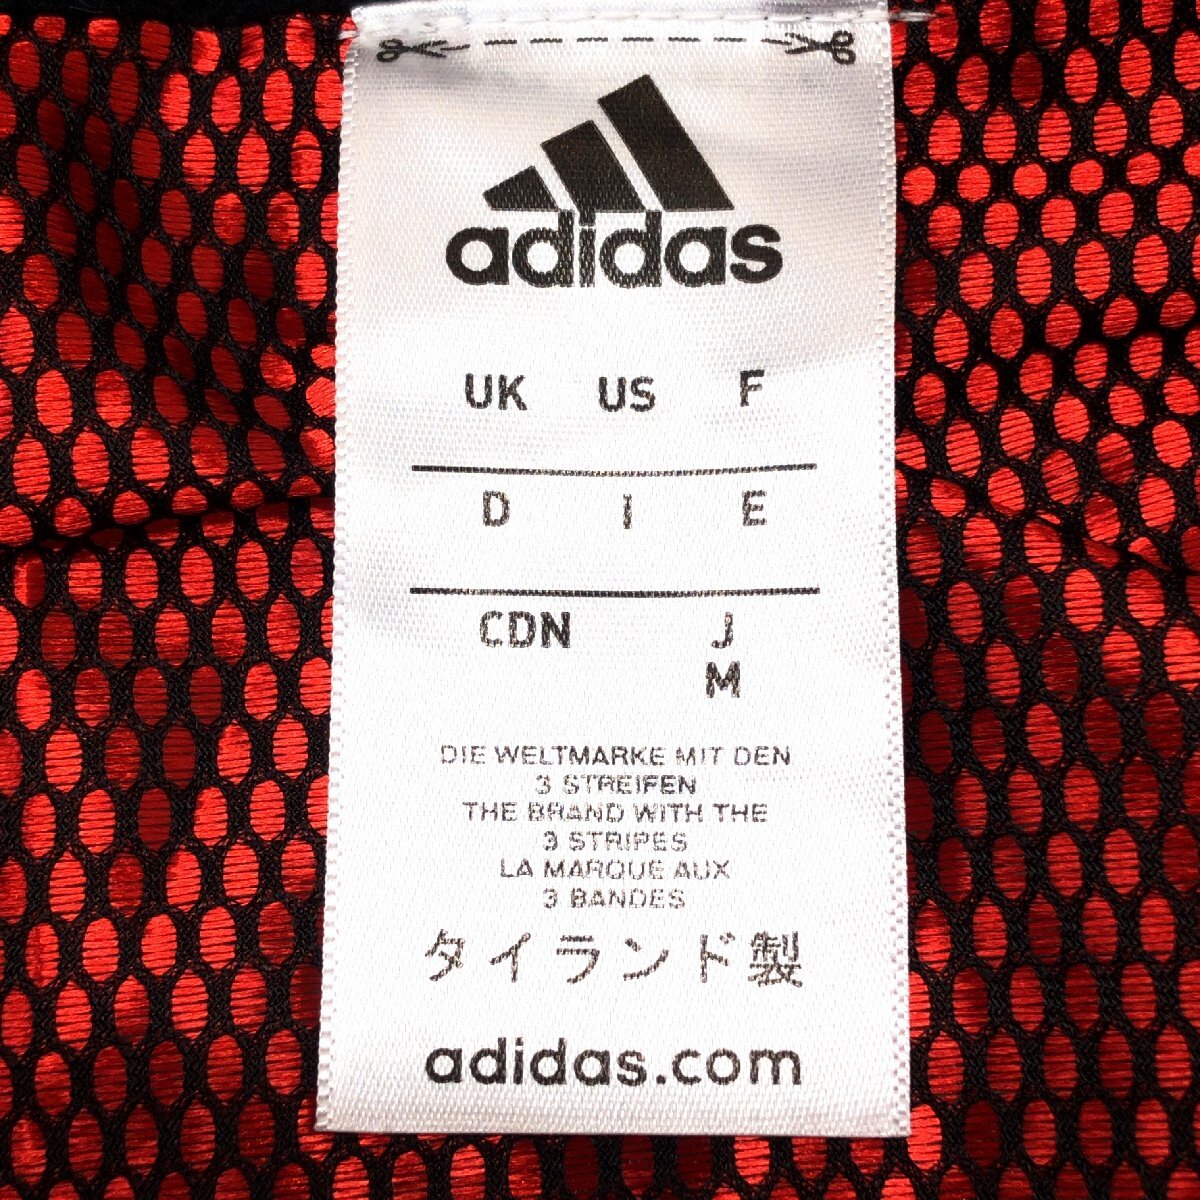 adidas
UK US F
D I E
CDN J
M
DIE WELTMARKE MIT DEN
3 STREIFEN
THE BRAND WITH THE
3 STRIPES
LA MARQUE AUX
3 BANDES
タイランド製
adidas.com